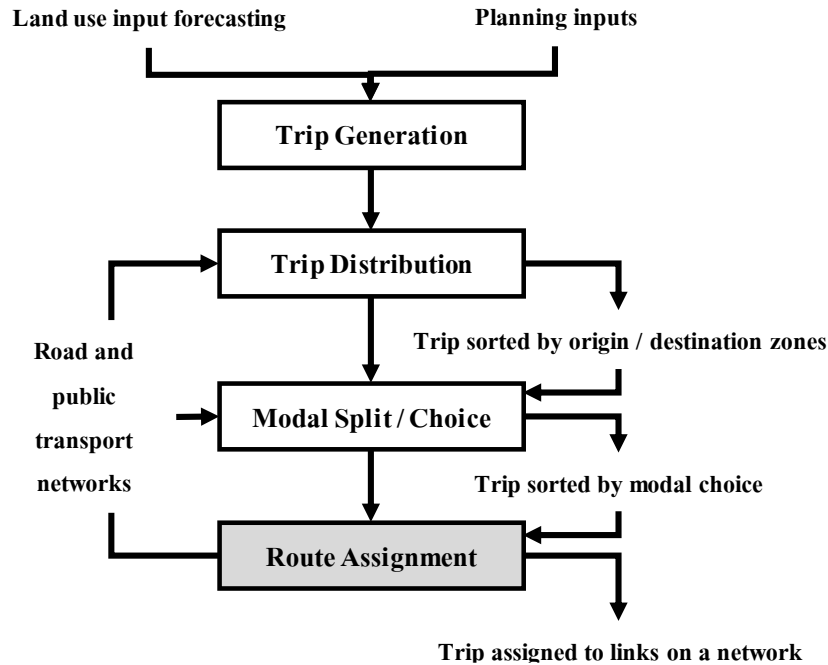 Land use input forecasting
Planning inputs
Trip Generation
Trip Distribution
Trip sorted by origin / destination zones
Road and
public
transport
networks
Modal Split / Choice
Trip sorted by modal choice
Route Assignment
Trip assigned to links on a network